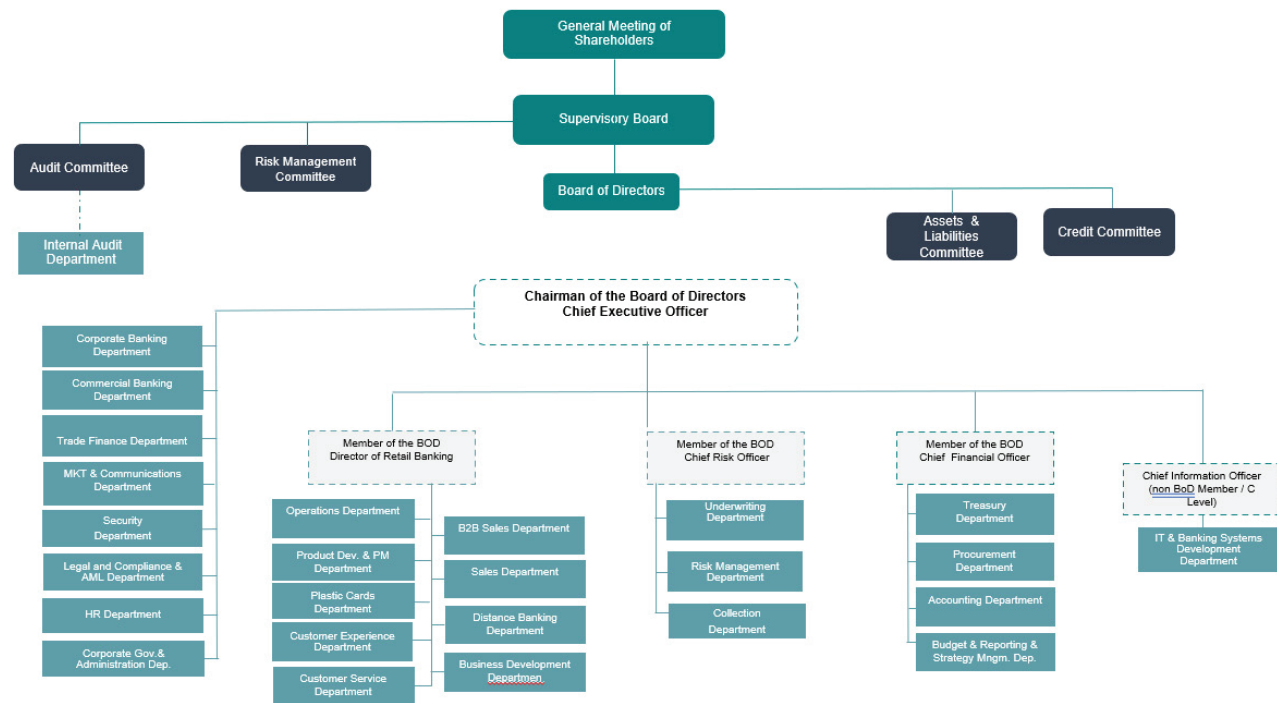 General Meeting of
Shareholders
Supervisory Board
Audit Committee
Risk Management
Committee
Board of Directors
Assets &
Liabilities
Committee
Credit Committee
Internal Audit
Department
Chairman of the Board of Directors
Chief Executive Officer
Corporate Banking
Department
Commercial Banking
Department
Trade Finance Department
MKT & Communications
Department
Security
Department
Legal and Compliance &
AML Department
HR Department
Corporate Gov.&
Administration Dep.
Member of the BOD
Director of Retail Banking
Operations Department
Product Dev. & PM
Department
Plastic Cards
Department
Customer Experience
Department
Customer Service
Department
B2B Sales Department
Sales Department
Distance Banking
Department
Business Development
Departmen
Member of the BOD
Chief Risk Officer
Underwriting
Department
Risk Management
Department
Collection
Department
Member of the BOD
Chief Financial Officer
Treasury
Department
Procurement
Department
Accounting Department
Budget & Reporting &
Strategy Mngm. Dep.
Chief Information Officer
(non BoD Member / C
Level)
IT & Banking Systems
Development
Department